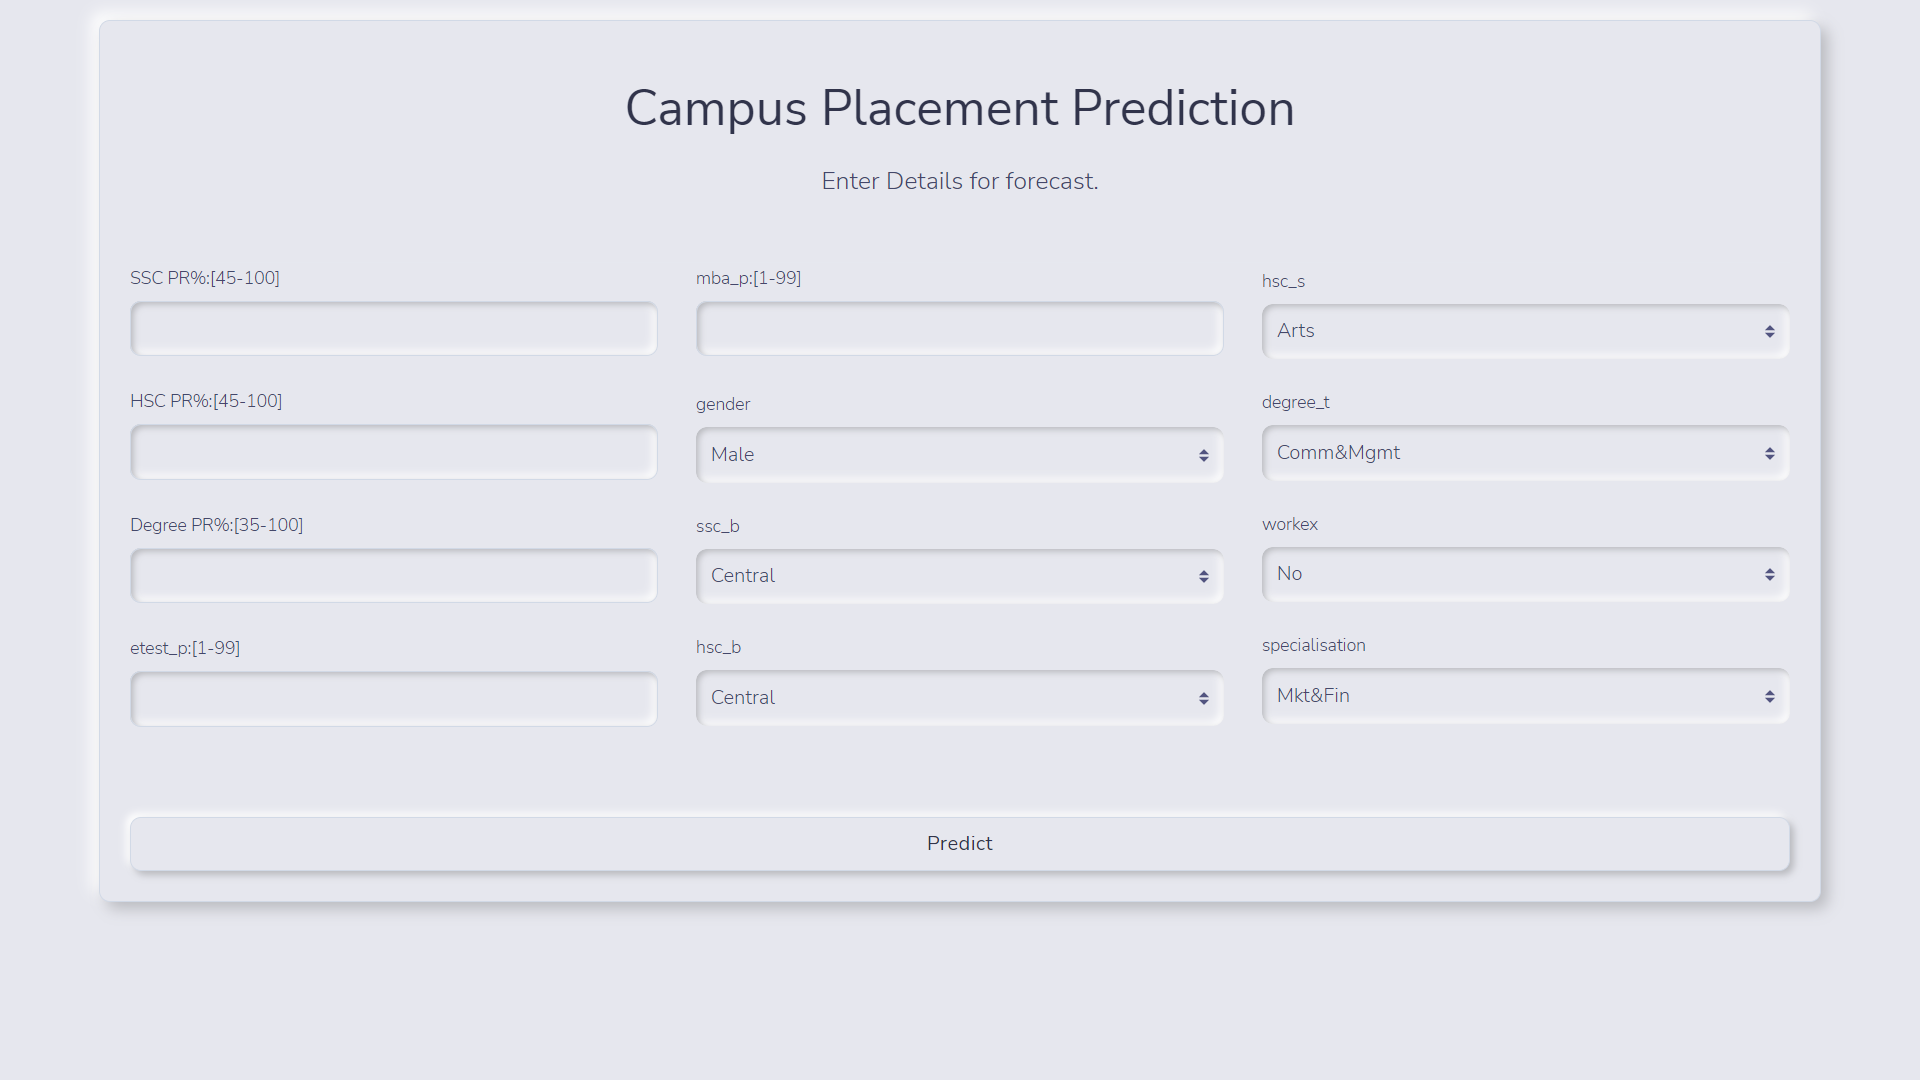 Campus Placement Prediction
Enter Details for forecast.
SSC PR%:[45-100]
HSC PR%:[45-100]
Degree PR%:[35-100]
etest_p:[1-99]
mba_p:[1-99]
gender
Male
ssc_b
Central
hsc_b
Central
hsc_s
Arts
degree_t
Comm&Mgmt
workex
No
specialisation
Mkt&Fin
Predict